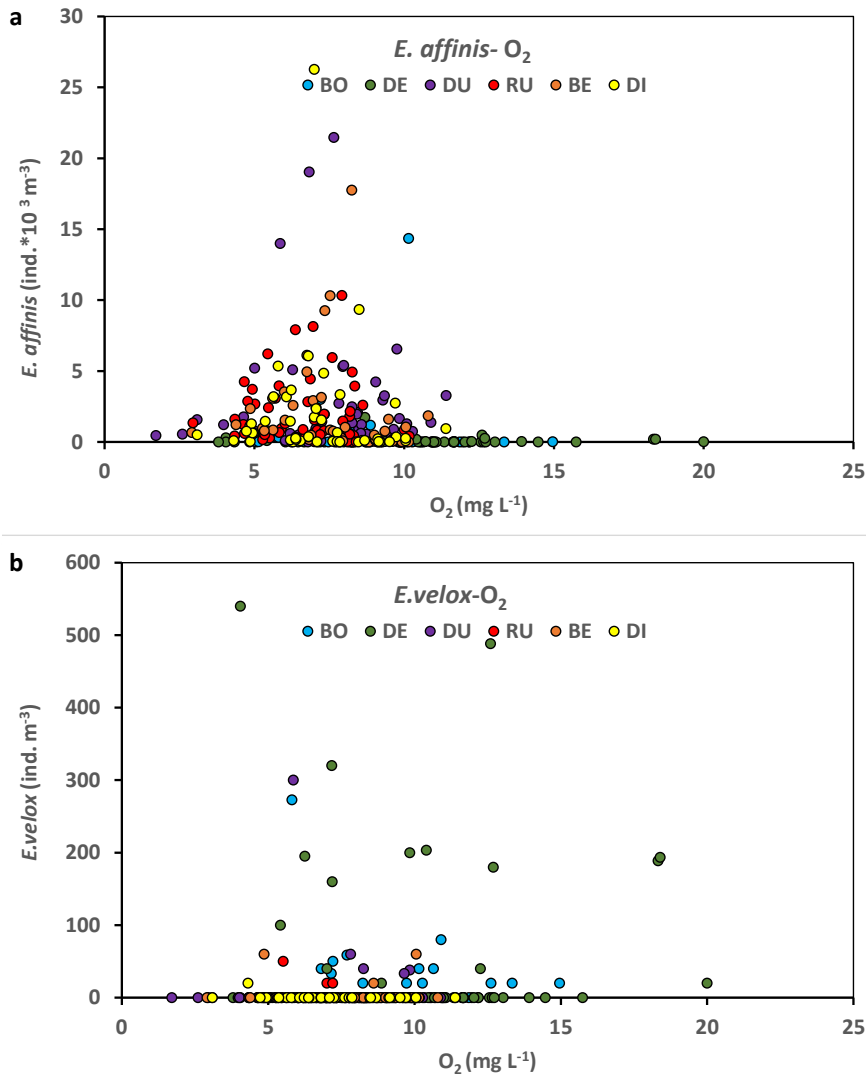 a
E. affinis- O₂
BO DE DU RU BE DI
30
25
20
15
10
5
0
E. affinis (ind.*10³ m⁻³)
0 5 10 15 20 25
O₂ (mg L⁻¹)
b
E.velox-O₂
BO DE DU RU BE DI
600
500
400
300
200
100
0
E.velox (ind. m⁻³)
0 5 10 15 20 25
O₂ (mg L⁻¹)